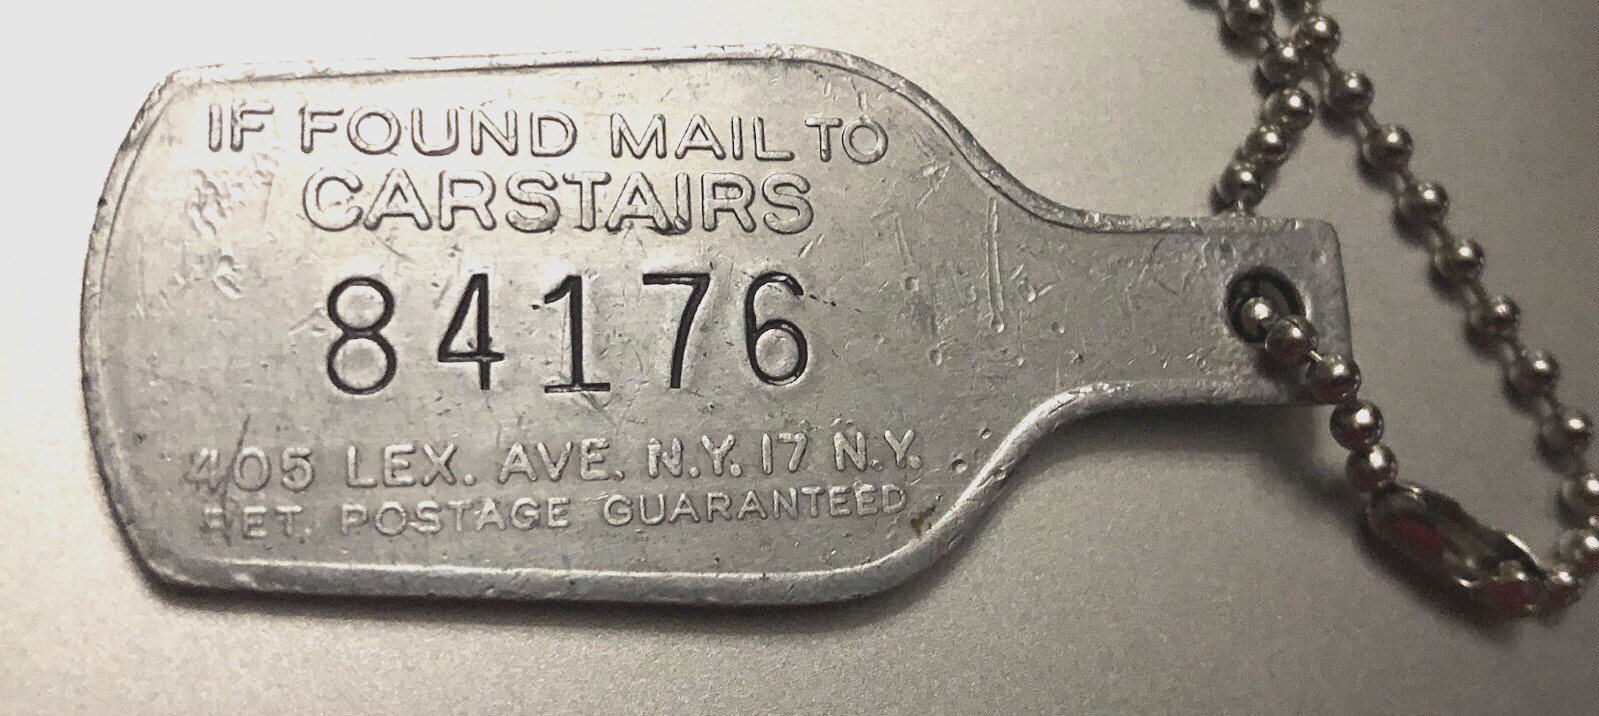 IF FOUND MAIL TO
CARSTAIRS
84176
405 LEX. AVE. N.Y. 17 N.Y.
RET. POSTAGE GUARANTEED